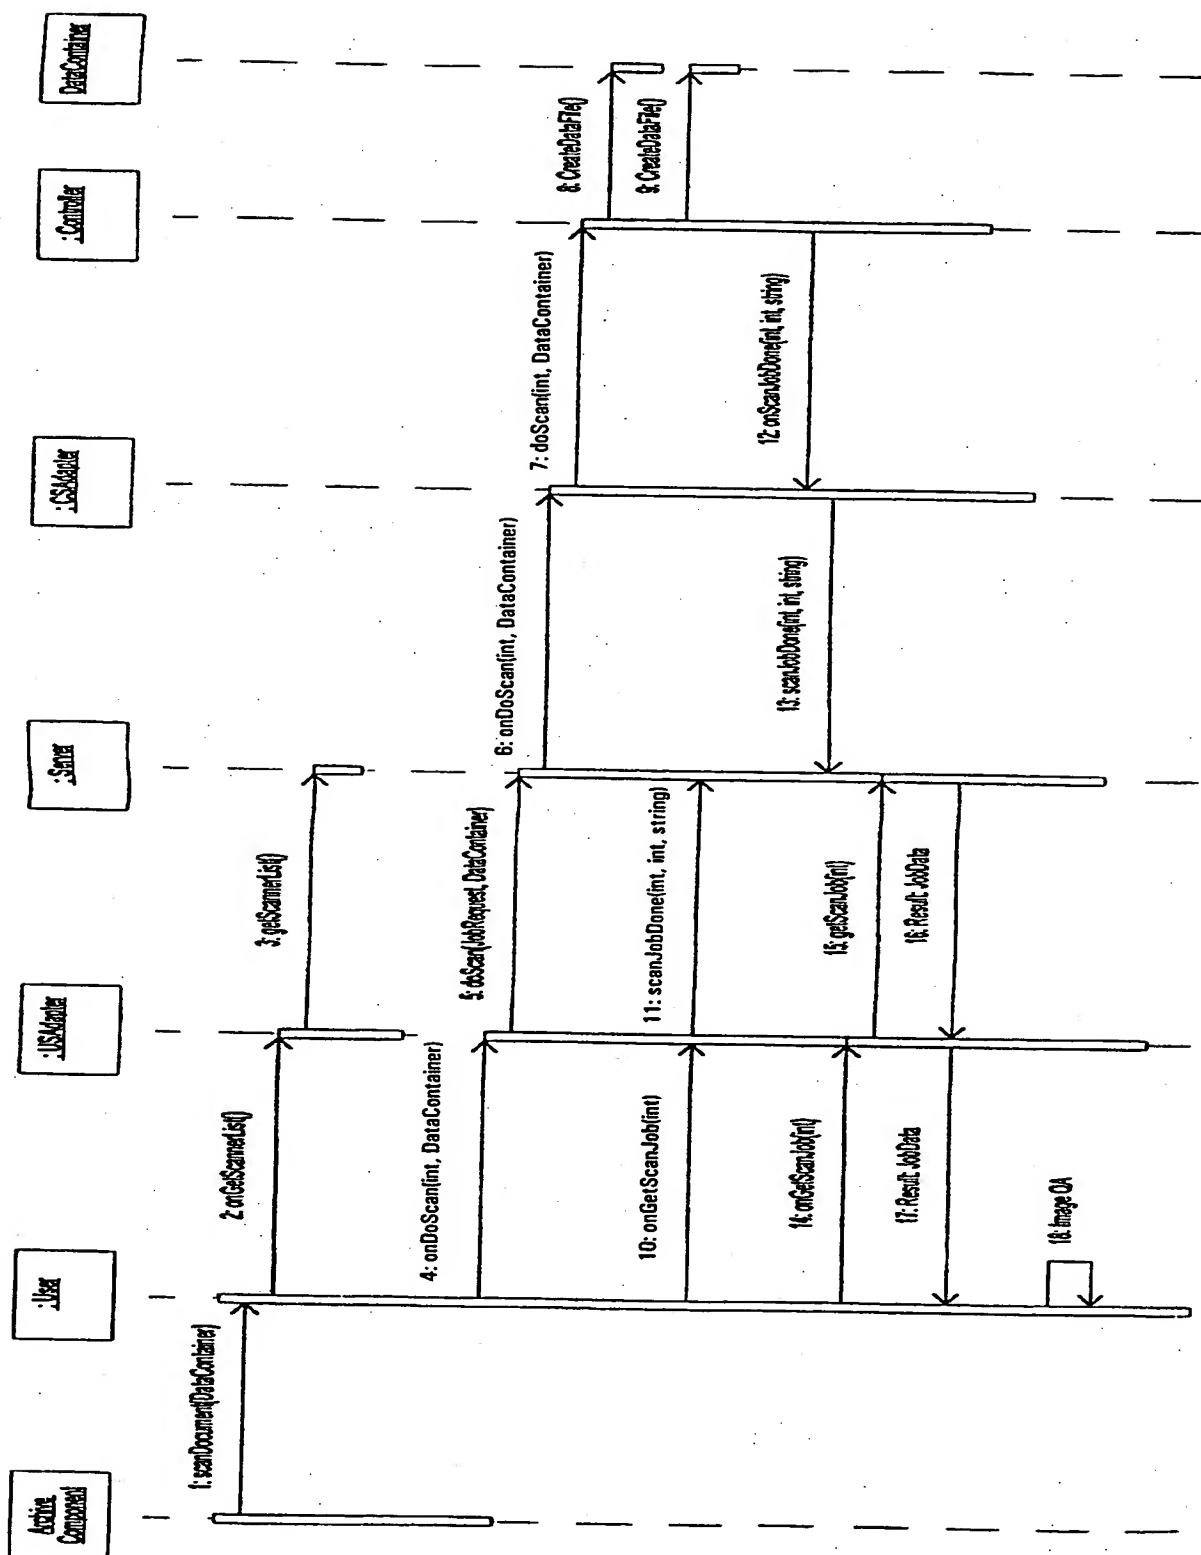 Archive
Component
:User
:USAdapter
:Server
:CSAdapter
:Controller
DataContainer
1: scanDocument(DataContainer)
2: onGetScannerList()
3: getScannerList()
4: onDoScan(int, DataContainer)
5: doScan(JobRequest, DataContainer)
6: onDoScan(int, DataContainer)
7: doScan(int, DataContainer)
8: CreateDataFile()
9: CreateDataFile()
10: onGetScanJob(int)
11: scanJobDone(int, int, string)
12: onScanJobDone(int, int, string)
13: scanJobDone(int, int, string)
14: onGetScanJob(int)
15: getScanJob(int)
16: Result: JobData
17: Result: JobData
18: Image QA